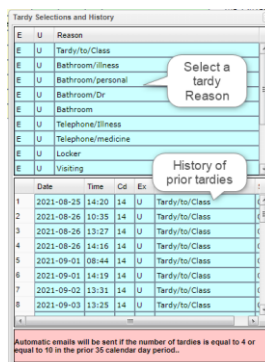 Tardy Selections and History
E U Reason
E U Tardy/to/Class
E U Bathroom/illness
E U Bathroom/personal
E U Bathroom/Dr
E U Bathroom
E U Telephone/Illness
E U Telephone/medicine
E U Locker
E U Visiting
Select a
tardy
Reason
History of
prior tardies
Date Time Cd Ex
1 2021-08-25 14:20 14 U Tardy/to/Class
2 2021-08-26 10:35 14 U Tardy/to/Class
3 2021-08-26 13:27 14 U Tardy/to/Class
4 2021-08-26 14:16 14 U Tardy/to/Class
5 2021-09-01 08:44 14 U Tardy/to/Class
6 2021-09-01 14:19 14 U Tardy/to/Class
7 2021-09-02 13:31 14 U Tardy/to/Class
8 2021-09-03 13:25 14 U Tardy/to/Class
Automatic emails will be sent if the number of tardies is equal to 4 or
equal to 10 in the prior 35 calendar day period..